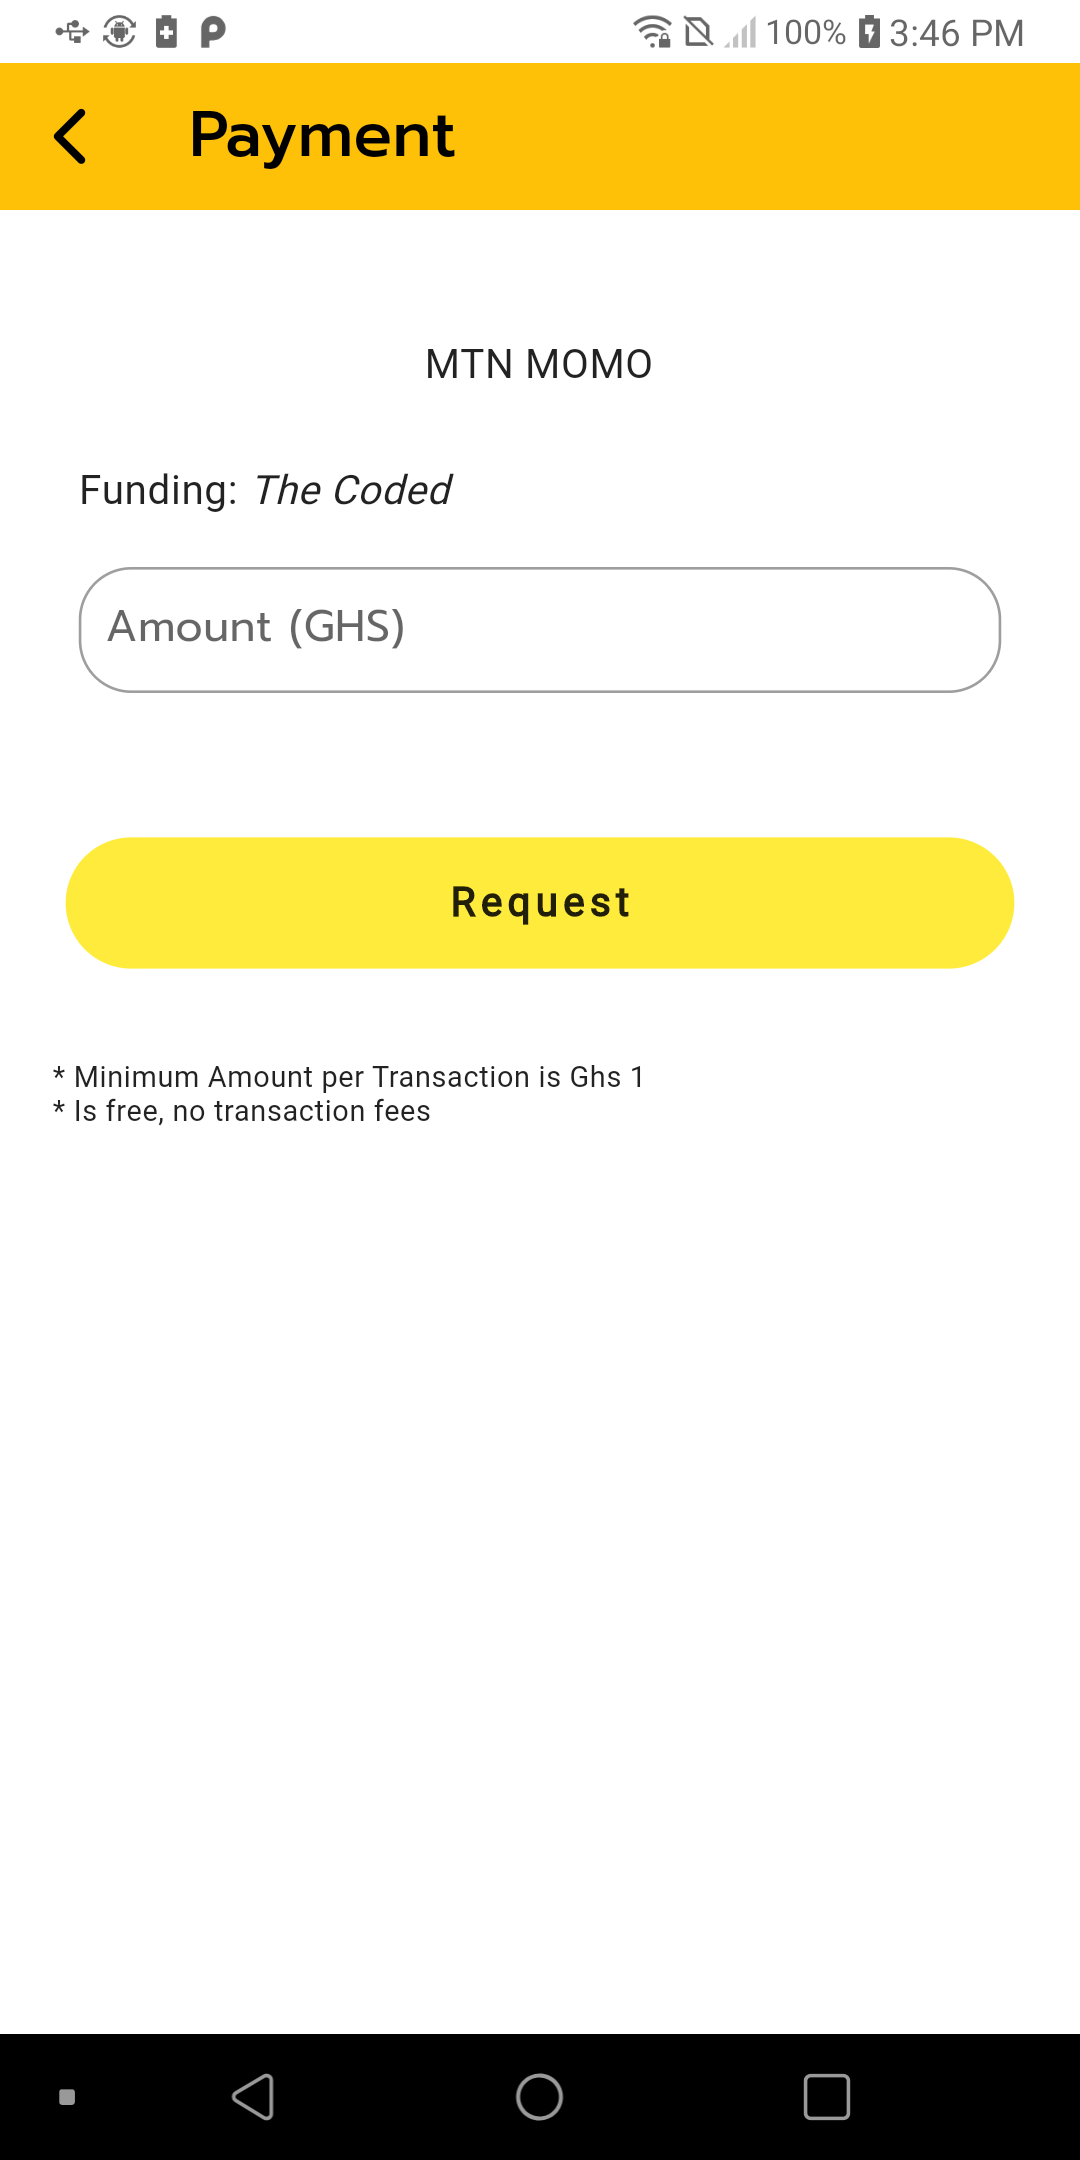 100% 3:46 PM
Payment
MTN MOMO
Funding: The Coded
Amount (GHS)
Request
* Minimum Amount per Transaction is Ghs 1
* Is free, no transaction fees